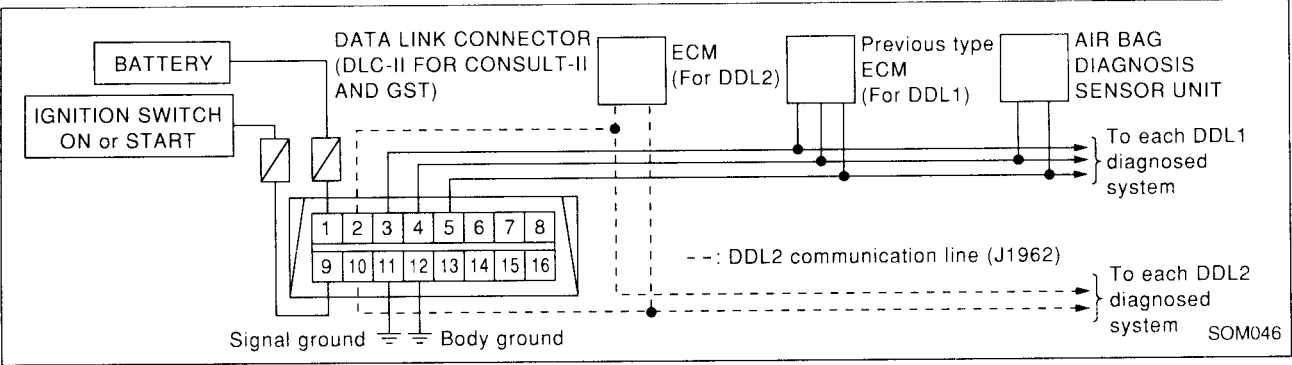 BATTERY
IGNITION SWITCH
ON or START
DATA LINK CONNECTOR
(DLC-II FOR CONSULT-II
AND GST)
ECM
(For DDL2)
Previous type
ECM
(For DDL1)
AIR BAG
DIAGNOSIS
SENSOR UNIT
To each DDL1
diagnosed
system
1 2 3 4 5 6 7 8
9 10 11 12 13 14 15 16
- - : DDL2 communication line (J1962)
To each DDL2
diagnosed
system
Signal ground
Body ground
SOM046